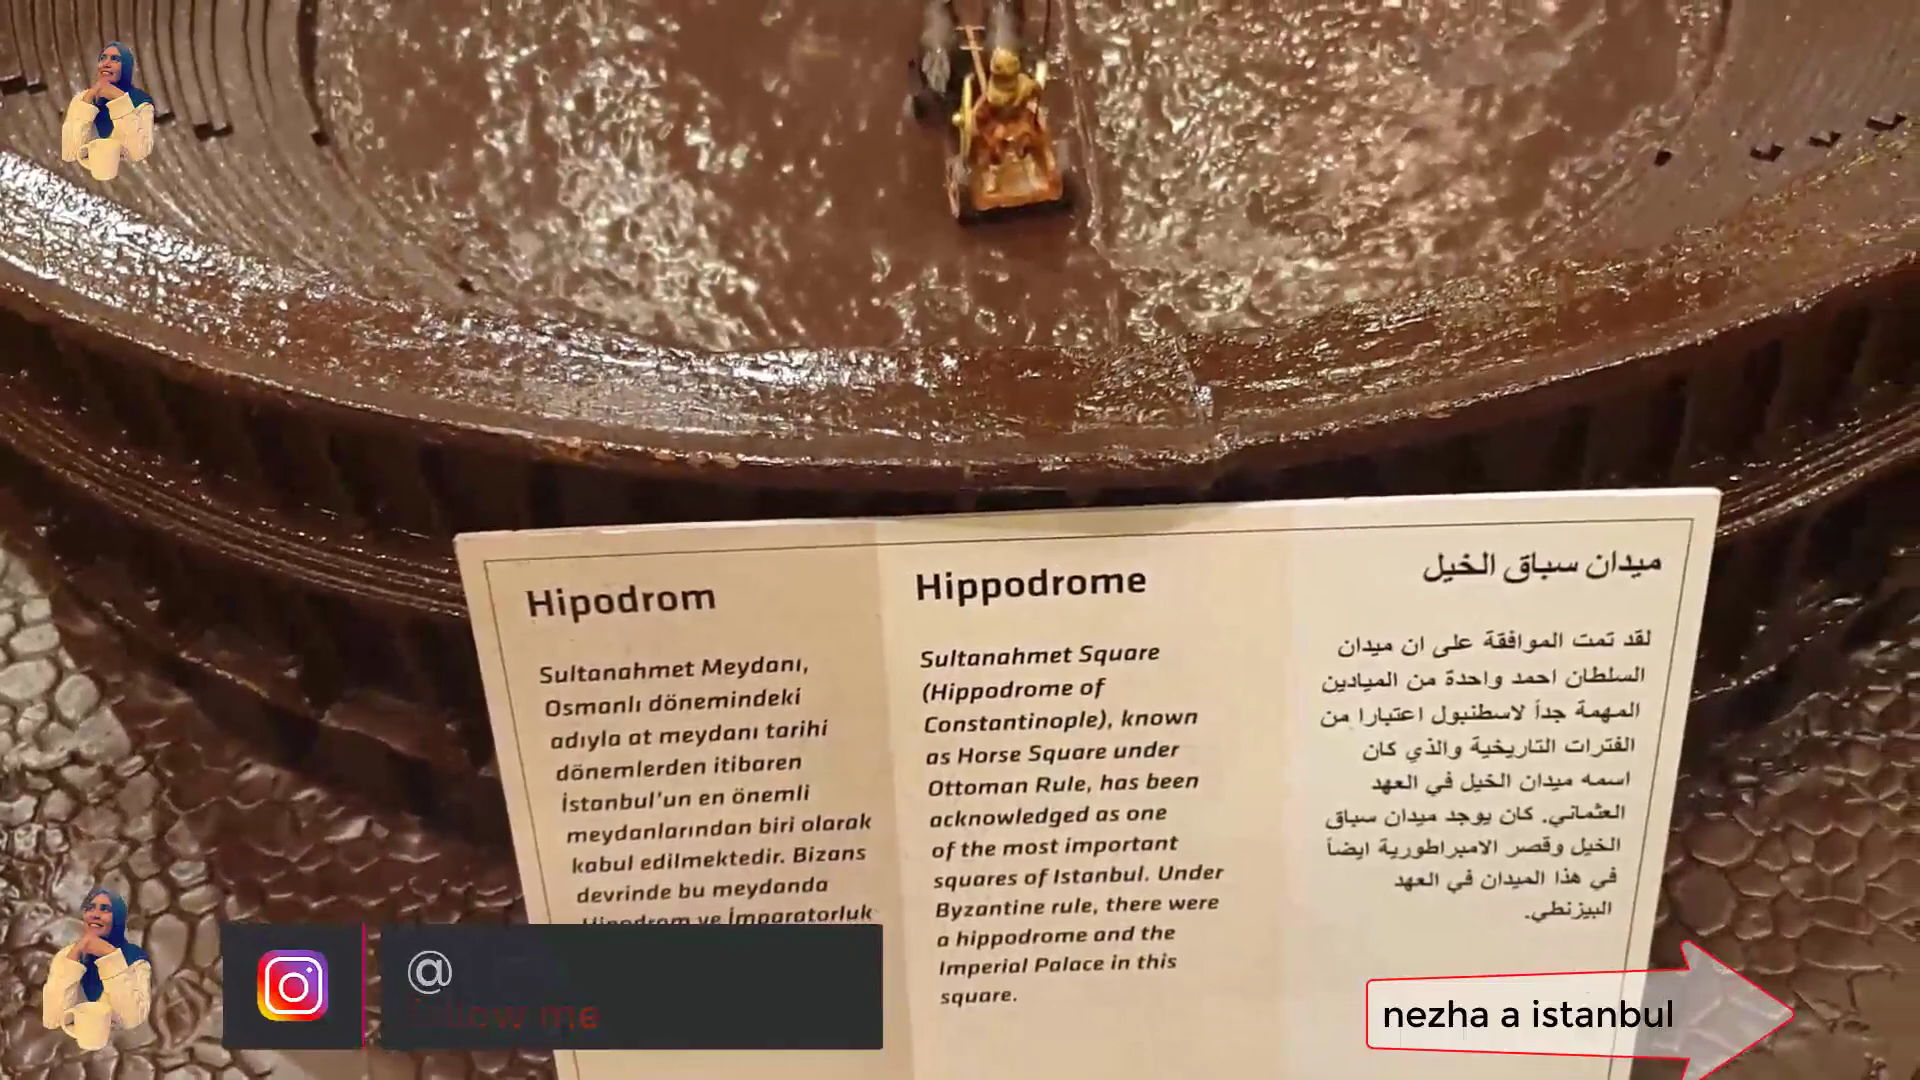 Hipodrom
Sultanahmet Meydanı,
Osmanlı dönemindeki
adıyla at meydanı tarihi
dönemlerden itibaren
İstanbul'un en önemli
meydanlarından biri olarak
kabul edilmektedir. Bizans
devrinde bu meydanda
Hipodrom ve İmparatorluk
Hippodrome
Sultanahmet Square
(Hippodrome of
Constantinople), known
as Horse Square under
Ottoman Rule, has been
acknowledged as one
of the most important
squares of Istanbul. Under
Byzantine rule, there were
a hippodrome and the
Imperial Palace in this
square.
ميدان سباق الخيل
لقد تمت الموافقة على ان ميدان
السلطان احمد واحدة من الميادين
المهمة جداً لاسطنبول اعتبارا من
الفترات التاريخية والذي كان
اسمه ميدان الخيل في العهد
العثماني. كان يوجد ميدان سباق
الخيل وقصر الامبراطورية ايضاً
في هذا الميدان في العهد
البيزنطي.
@
follow me
nezha a istanbul